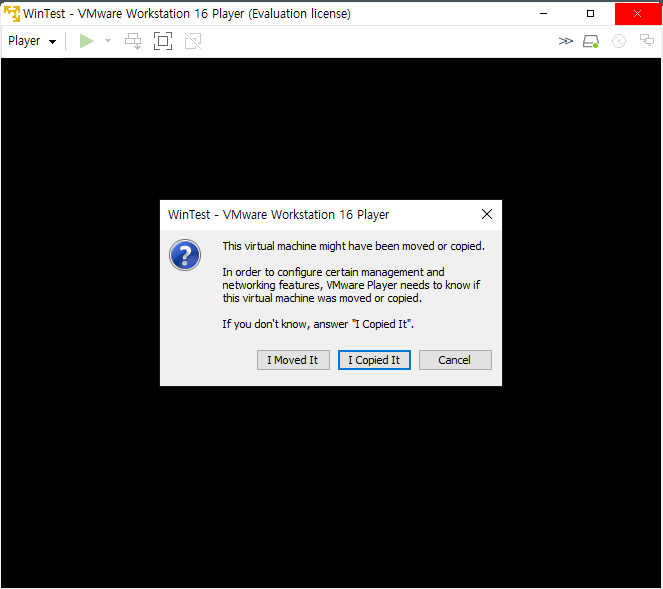 WinTest - VMware Workstation 16 Player (Evaluation license)
Player
WinTest - VMware Workstation 16 Player
This virtual machine might have been moved or copied.
In order to configure certain management and
networking features, VMware Player needs to know if
this virtual machine was moved or copied.
If you don't know, answer "I Copied It".
I Moved It
I Copied It
Cancel